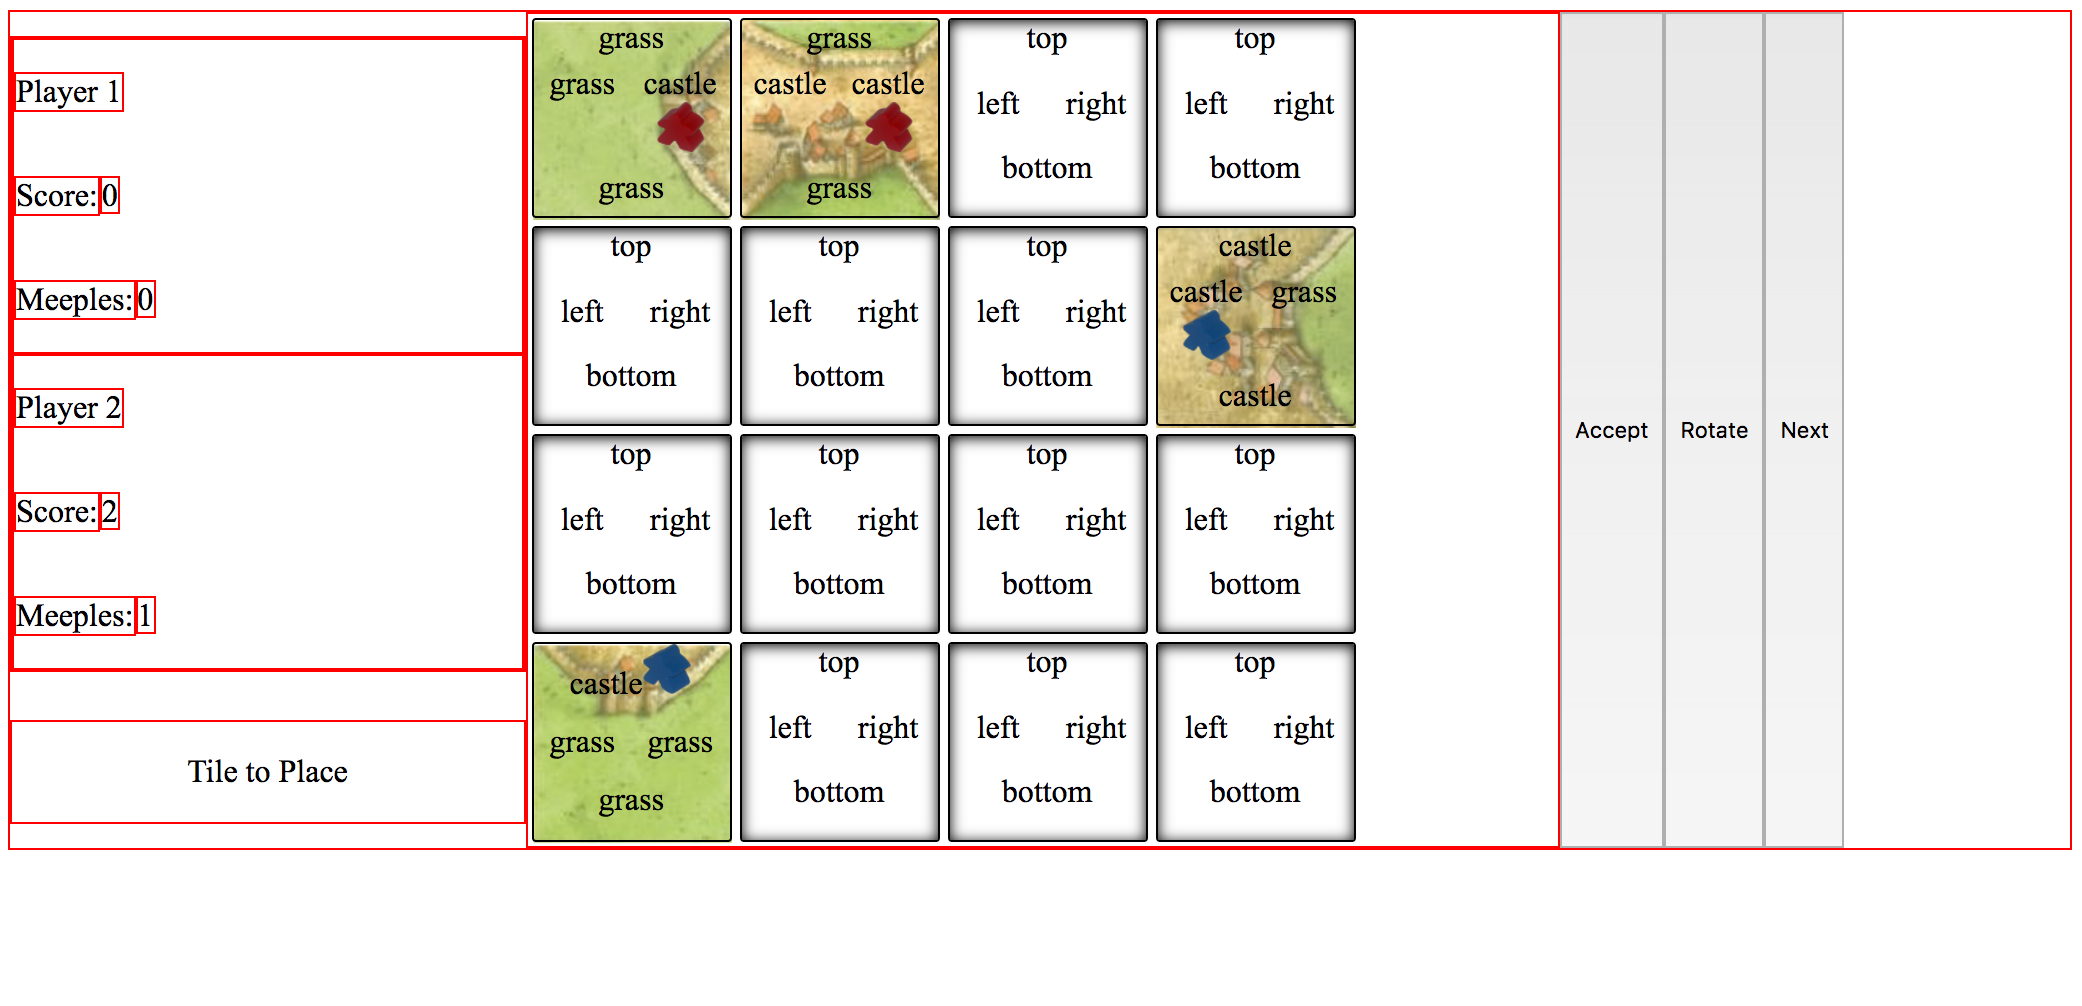 Player 1
Score: 0
Meeples: 0
Player 2
Score: 2
Meeples: 1
Tile to Place
grass grass top top
grass castle castle castle left right left right
grass grass bottom bottom
top top top castle
left right left right left right castle grass
bottom bottom bottom castle
top top top top
left right left right left right left right
bottom bottom bottom bottom
castle top top top
grass grass left right left right left right
grass bottom bottom bottom
Accept Rotate Next